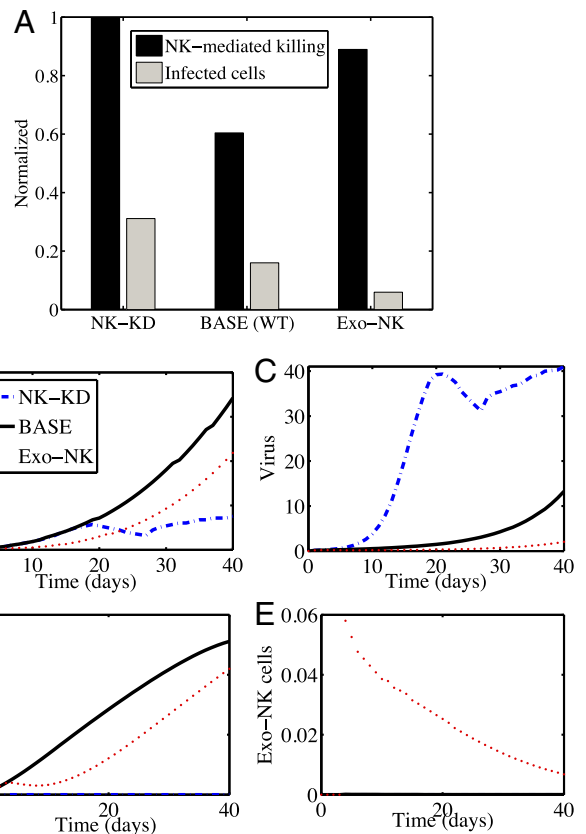 A
1
0.8
0.6
0.4
0.2
0
Normalized
NK−mediated killing
Infected cells
NK−KD
BASE (WT)
Exo−NK
NK−KD
BASE
Exo−NK
10
20
30
40
Time (days)
C
40
30
20
10
0
Virus
0
10
20
30
40
Time (days)
20
40
Time (days)
E
0.06
0.04
0.02
0
Exo−NK cells
0
20
40
Time (days)